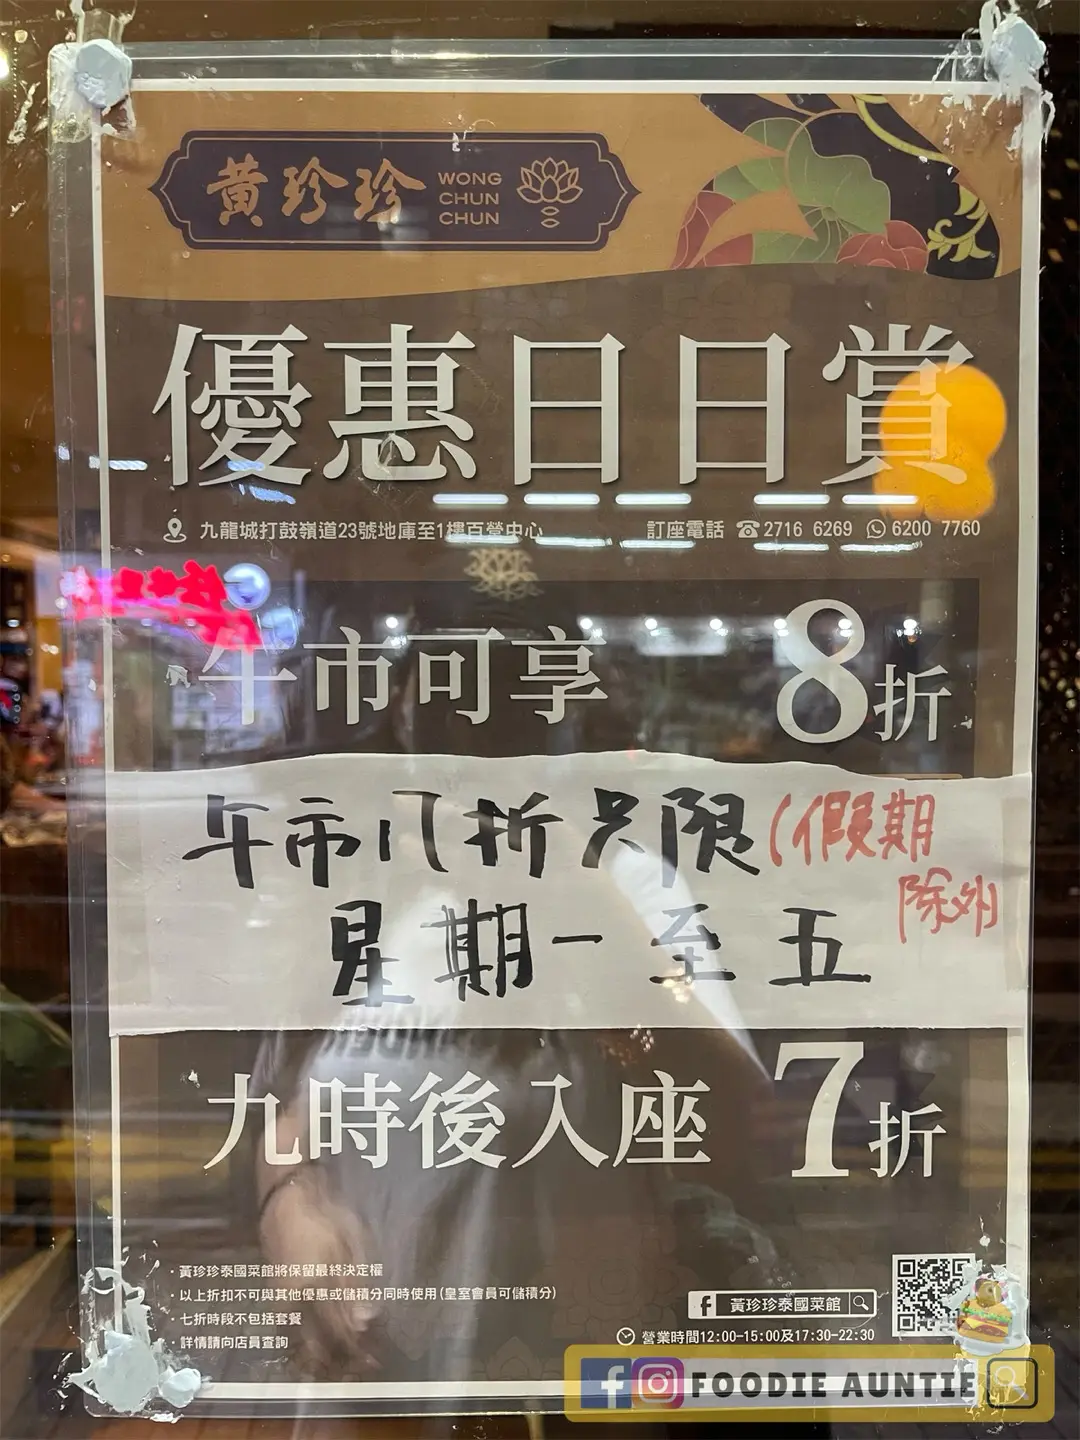 黃珍珍
WONG
CHUN
CHUN
優惠日日賞
九龍城打鼓嶺道23號地庫至1樓百營中心
訂座電話 2716 6269 6200 7760
午市可享 8折
午市八折只限(假期
除外)
星期一至五
九時後入座 7折
・黃珍珍泰國菜館將保留最終決定權
・以上折扣不可與其他優惠或儲積分同時使用(皇室會員可儲積分)
・七折時段不包括套餐
・詳情請向店員查詢
f 黃珍珍泰國菜館
營業時間12:00-15:00及17:30-22:30
f FOODIE AUNTIE